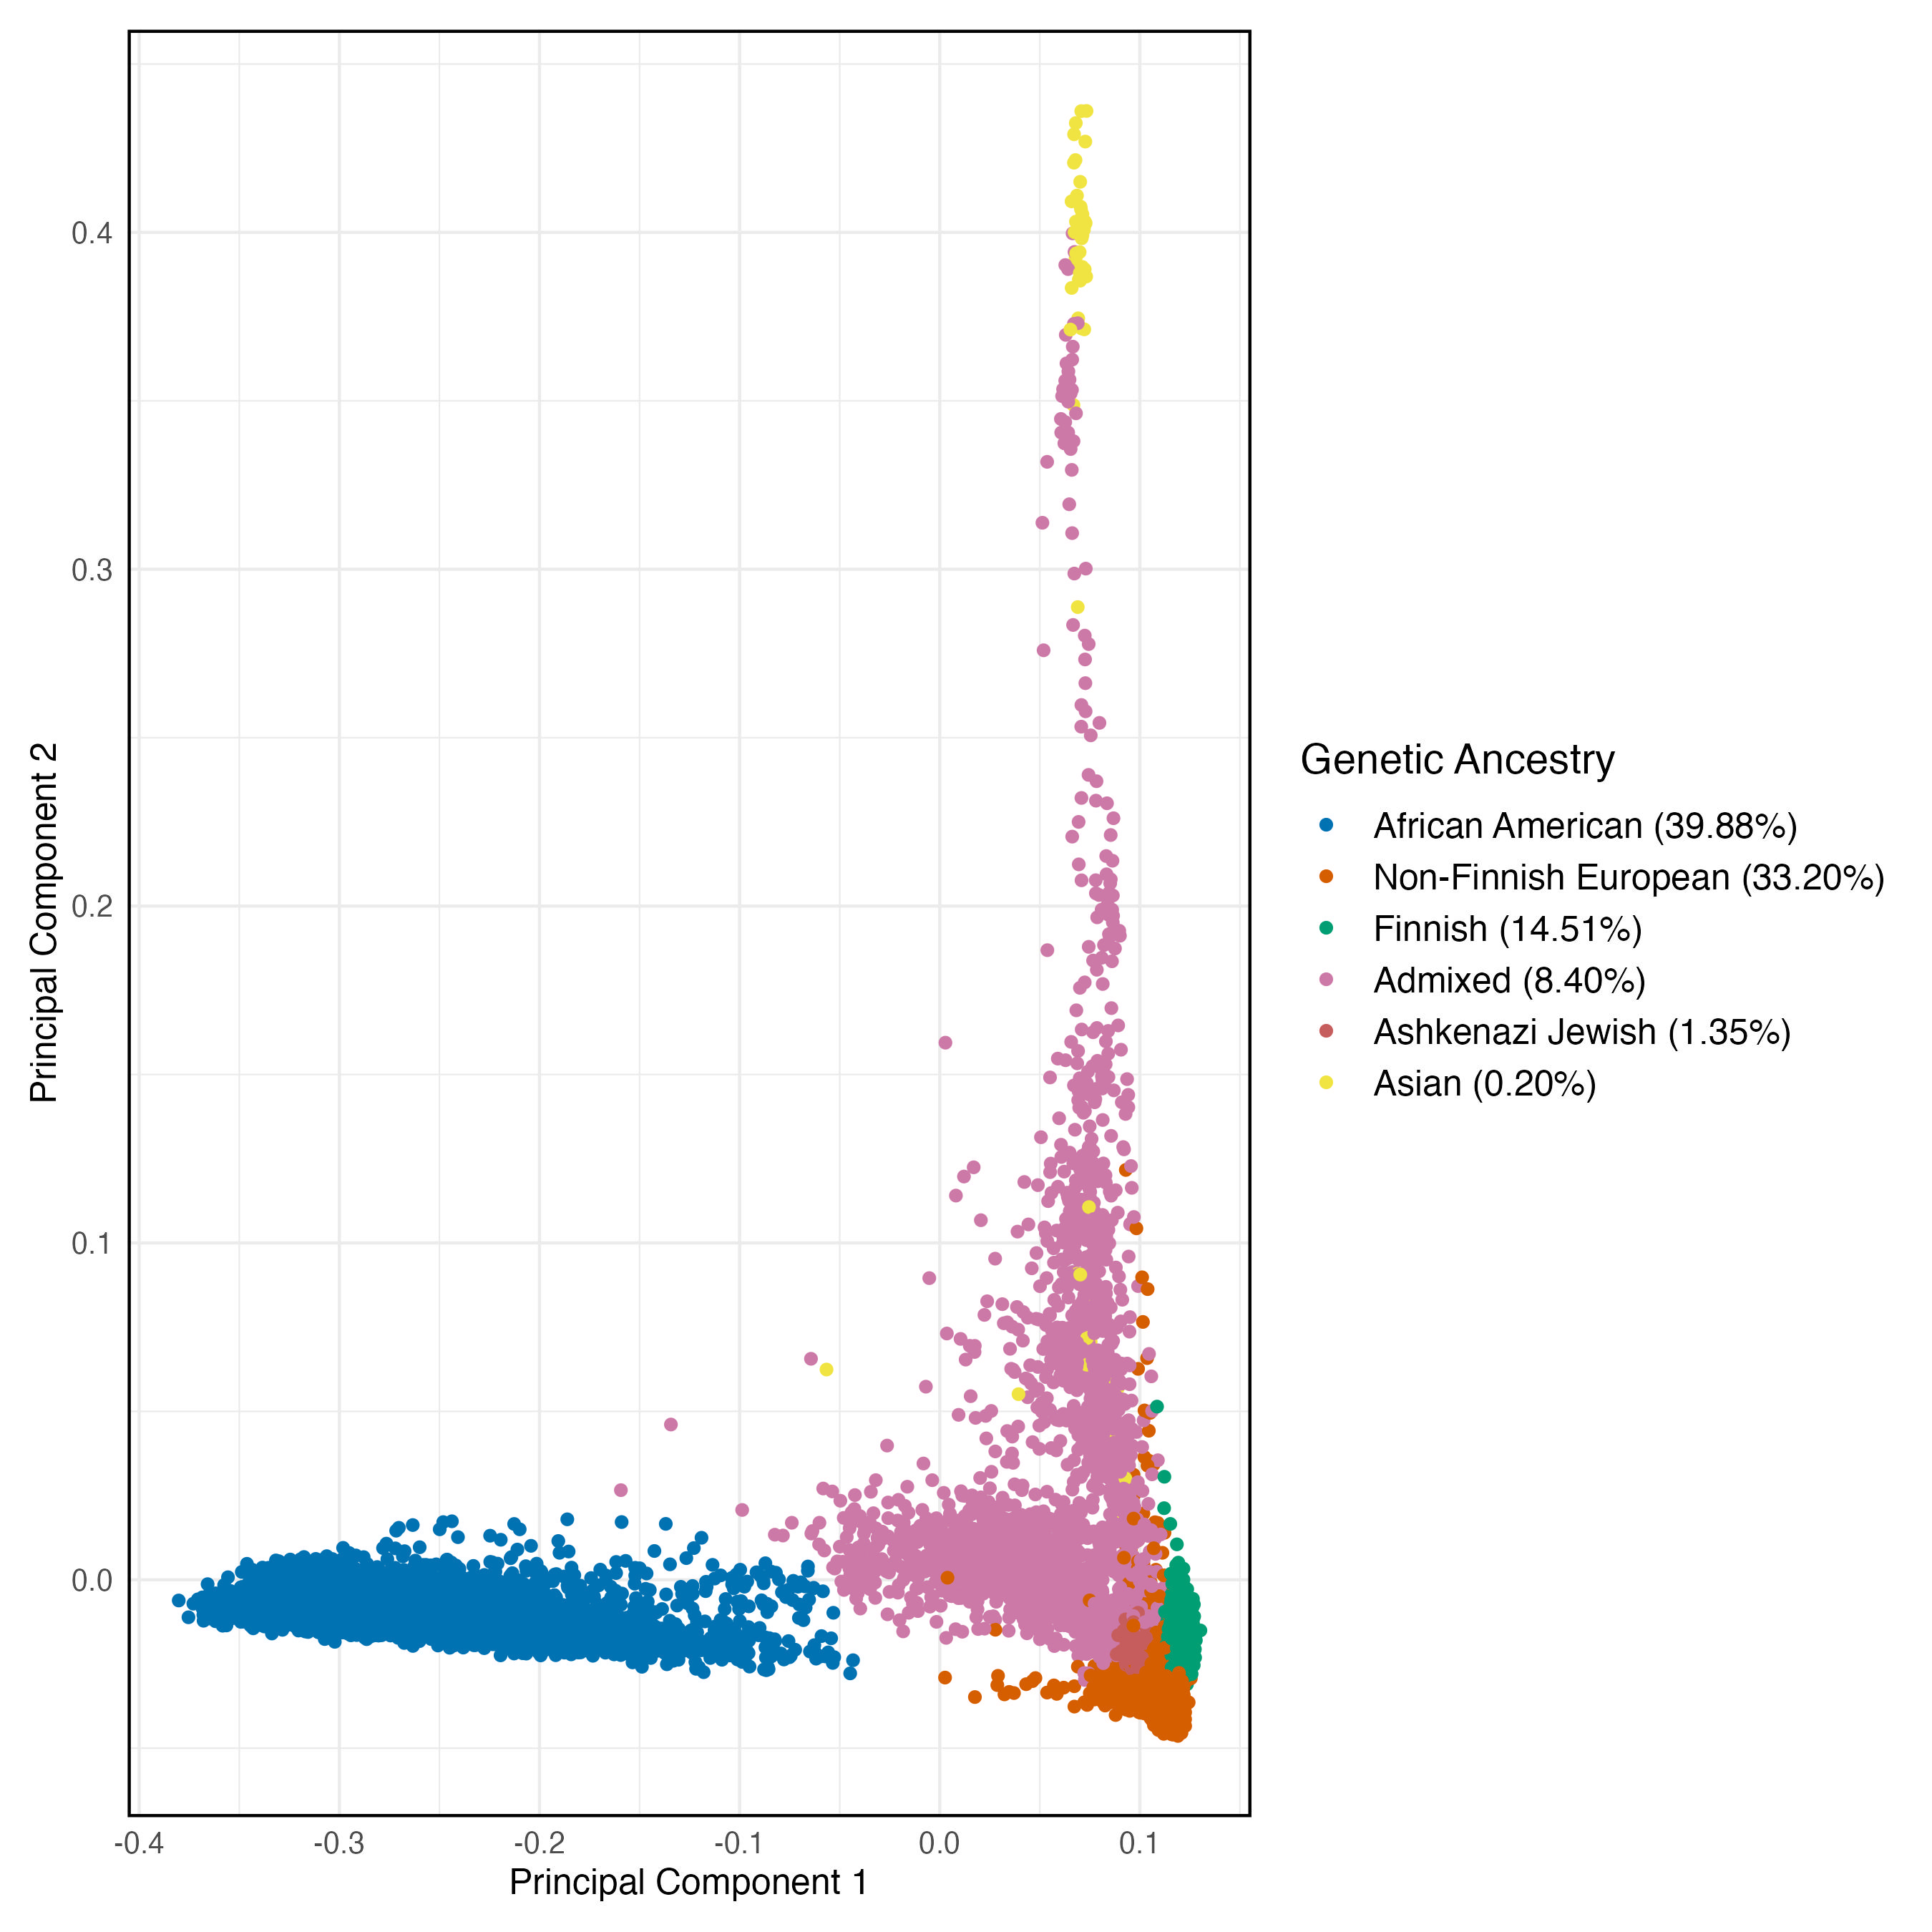 0.4
0.3
0.2
0.1
0.0
Principal Component 2
-0.4 -0.3 -0.2 -0.1 0.0 0.1
Principal Component 1
Genetic Ancestry
African American (39.88%)
Non-Finnish European (33.20%)
Finnish (14.51%)
Admixed (8.40%)
Ashkenazi Jewish (1.35%)
Asian (0.20%)